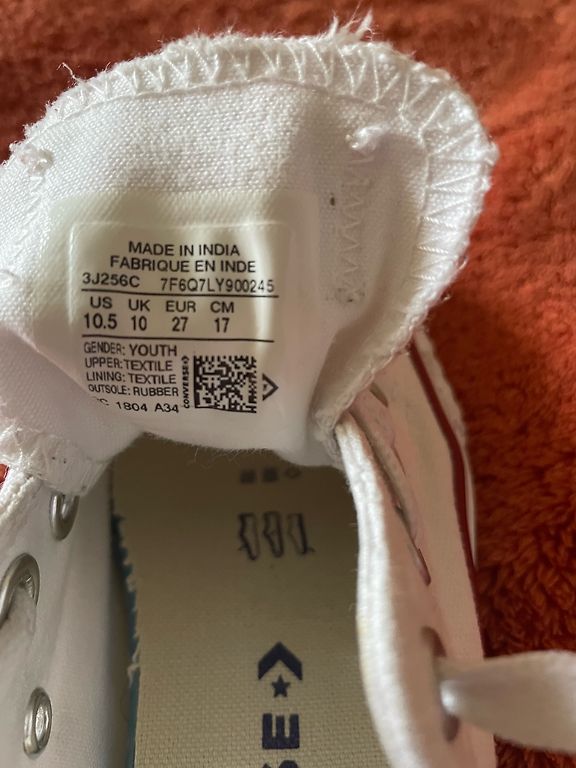 MADE IN INDIA
FABRIQUE EN INDE
3J256C 7F6Q7LY900245
US UK EUR CM
10.5 10 27 17
GENDER: YOUTH
UPPER:TEXTILE
LINING: TEXTILE
OUTSOLE: RUBBER
1804 A34
CONVERSE
SE